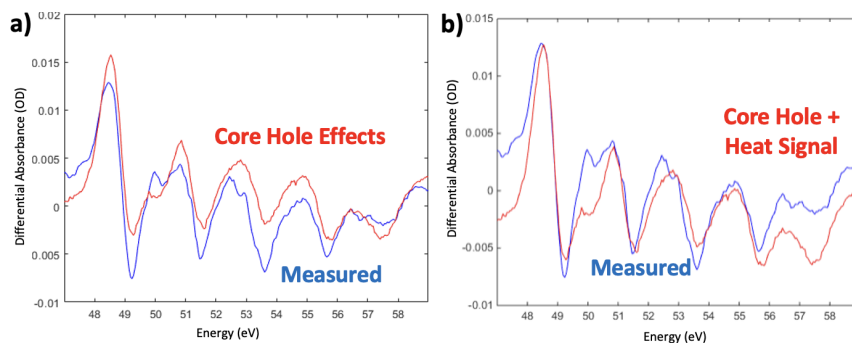 a)
Differential Absorbance (OD)
0.02
0.015
0.01
0.005
0
0.005
-0.01
48 49 50 51 52 53 54 55 56 57 58
Energy (eV)
Core Hole Effects
Measured
b)
Differential Absorbance (OD)
0.015
0.01
0.005
0
-0.005
-0.01
48 49 50 51 52 53 54 55 56 57 58
Energy (eV)
Core Hole +
Heat Signal
Measured